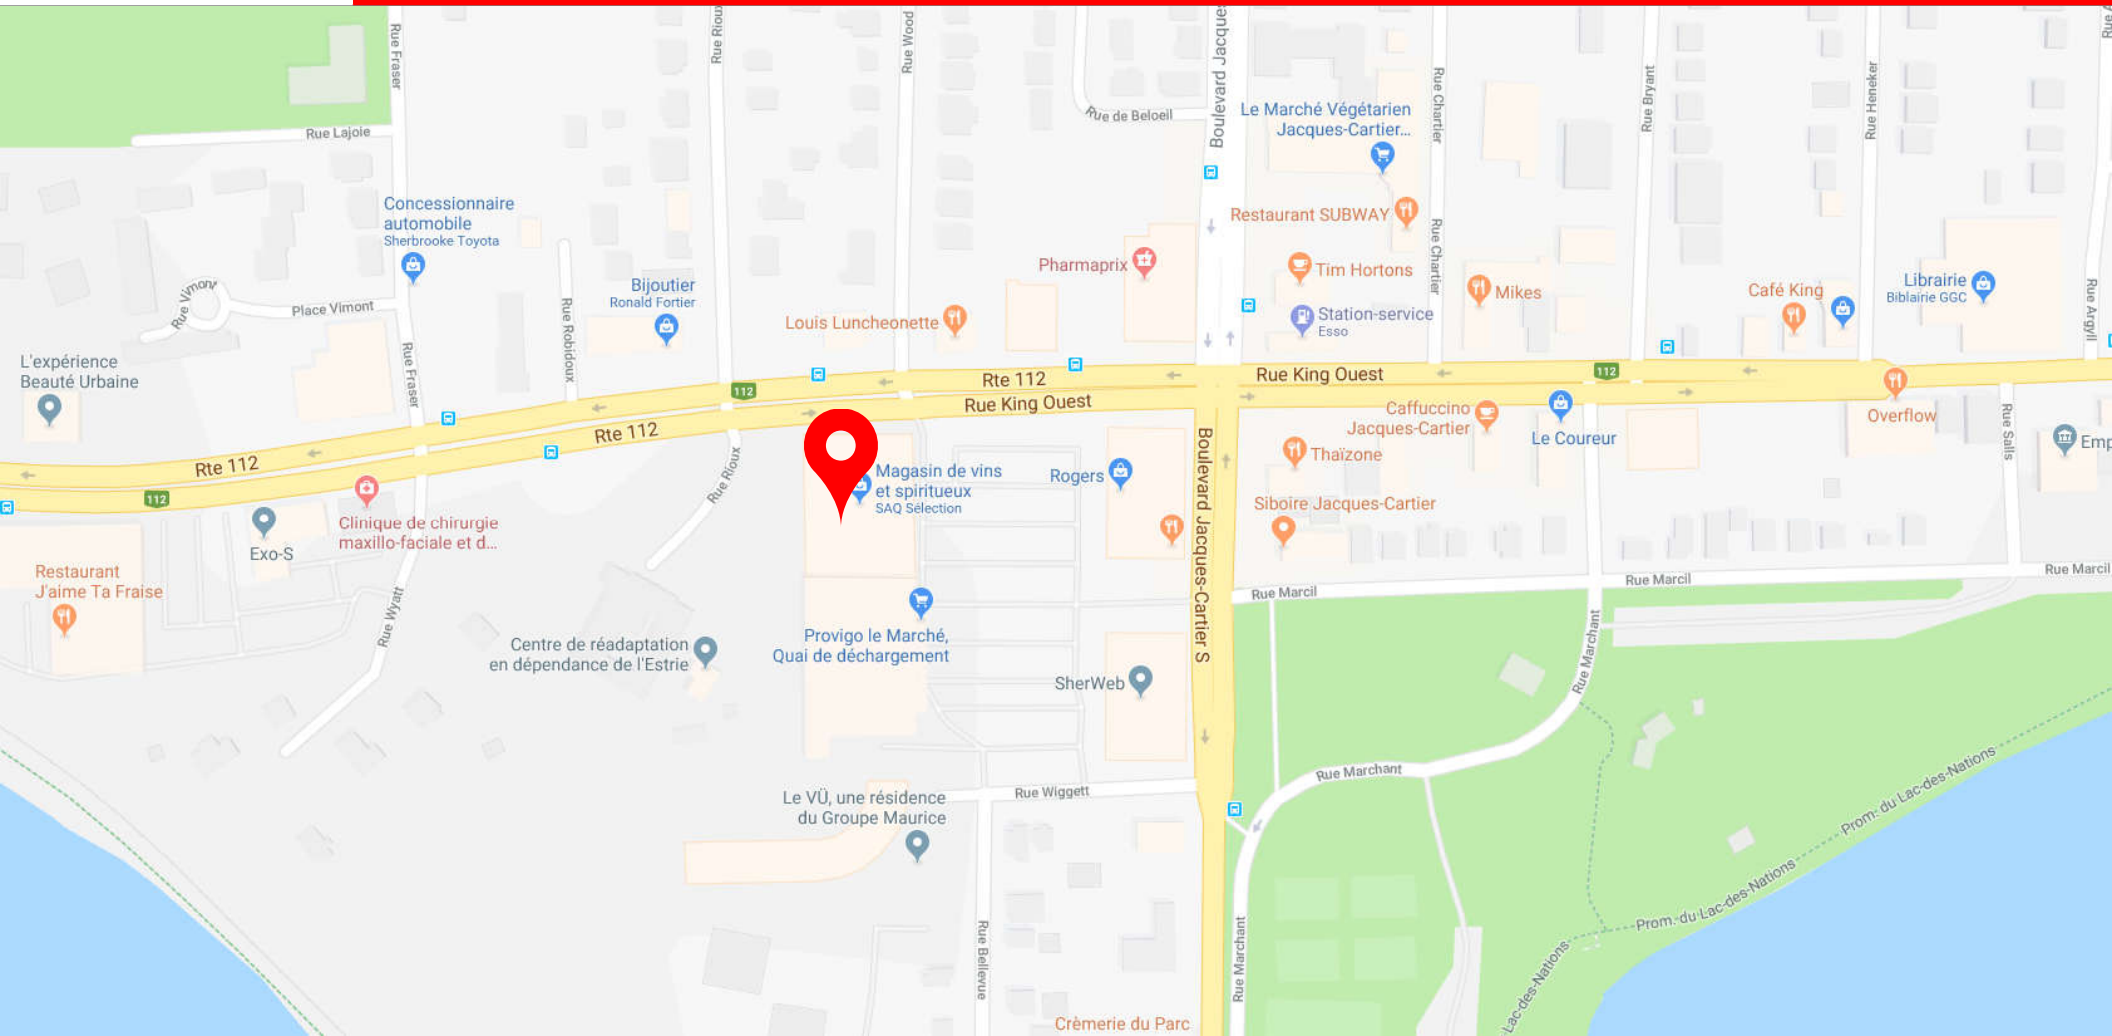 Rue Fraser
Rue Rioux
Rue Wood
Boulevard Jacques
Rue de Beloeil
Rue Chartier
Rue Bryant
Rue Heneker
Rue Lajoie
Le Marché Végétarien
Jacques-Cartier...
Concessionnaire
automobile
Sherbrooke Toyota
Restaurant SUBWAY
Rue Chartier
Pharmaprix
Tim Hortons
Bijoutier
Ronald Fortier
Rue Vimont
Place Vimont
Rue Robidoux
Louis Luncheonette
Station-service
Esso
Mikes
Café King
Librairie
Biblairie GGC
Rue Argyll
L'expérience
Beauté Urbaine
Rue Fraser
112
Rte 112
Rue King Ouest
Rue King Ouest
112
Rte 112
Rte 112
112
Caffuccino
Jacques-Cartier
Le Coureur
Overflow
Rue Salls
Emp
Thaïzone
Rue Rioux
Magasin de vins
et spiritueux
SAQ Sélection
Rogers
Boulevard Jacques-Cartier S
Siboire Jacques-Cartier
Clinique de chirurgie
maxillo-faciale et d...
Exo-S
Restaurant
J'aime Ta Fraise
Rue Wyatt
Rue Marcil
Rue Marcil
Rue Marcil
Provigo le Marché,
Quai de déchargement
Centre de réadaptation
en dépendance de l'Estrie
SherWeb
Rue Marchant
Rue Marchant
Rue Wiggett
Le VÜ, une résidence
du Groupe Maurice
Prom. du Lac-des-Nations
Prom. du Lac-des-Nations
Lac-des-Nations
Rue Bellevue
Rue Marchant
Crèmerie du Parc